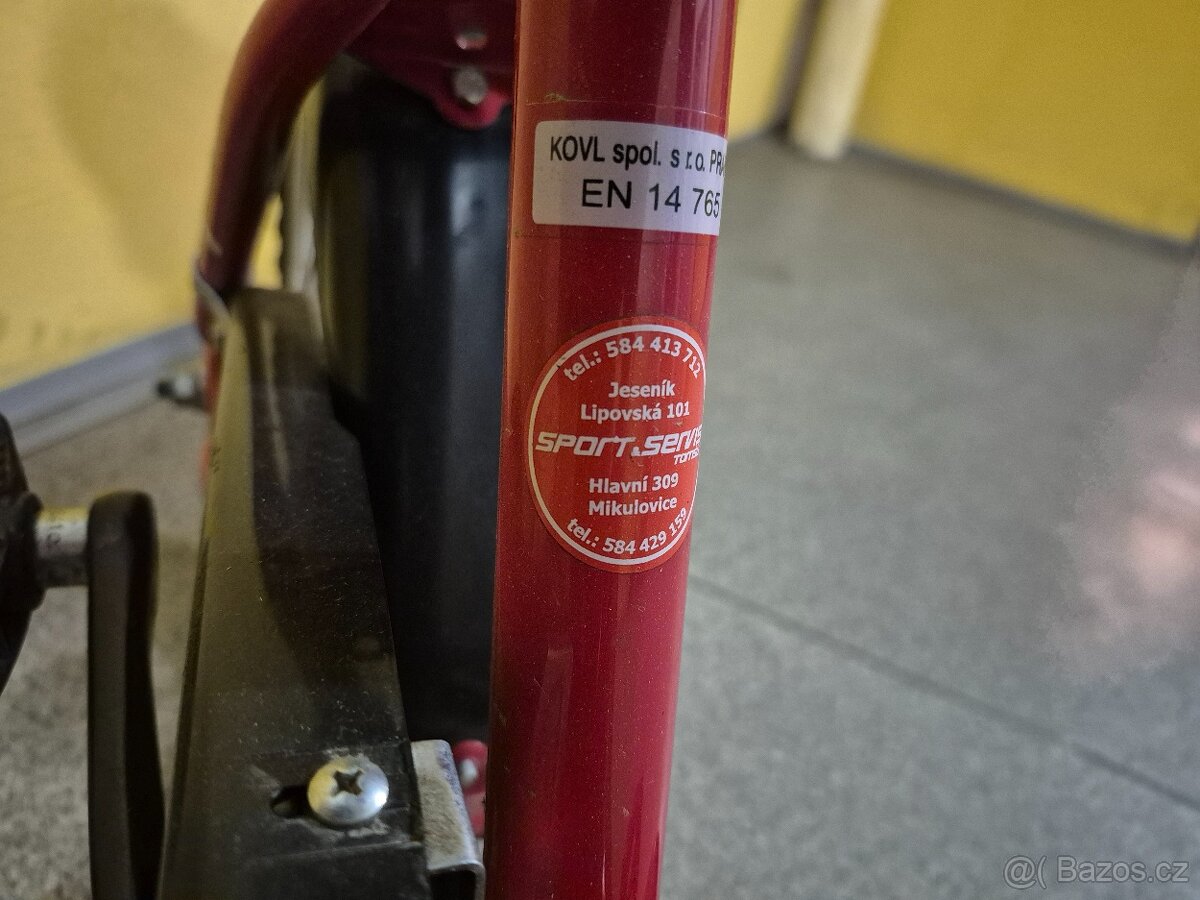 KOVL spol. s r.o.
EN 14 765
tel.: 584 413 712
Jeseník
Lipovská 101
SPORT&SERVIS
Hlavní 309
Mikulovice
tel.: 584 429 159
@( Bazos.cz